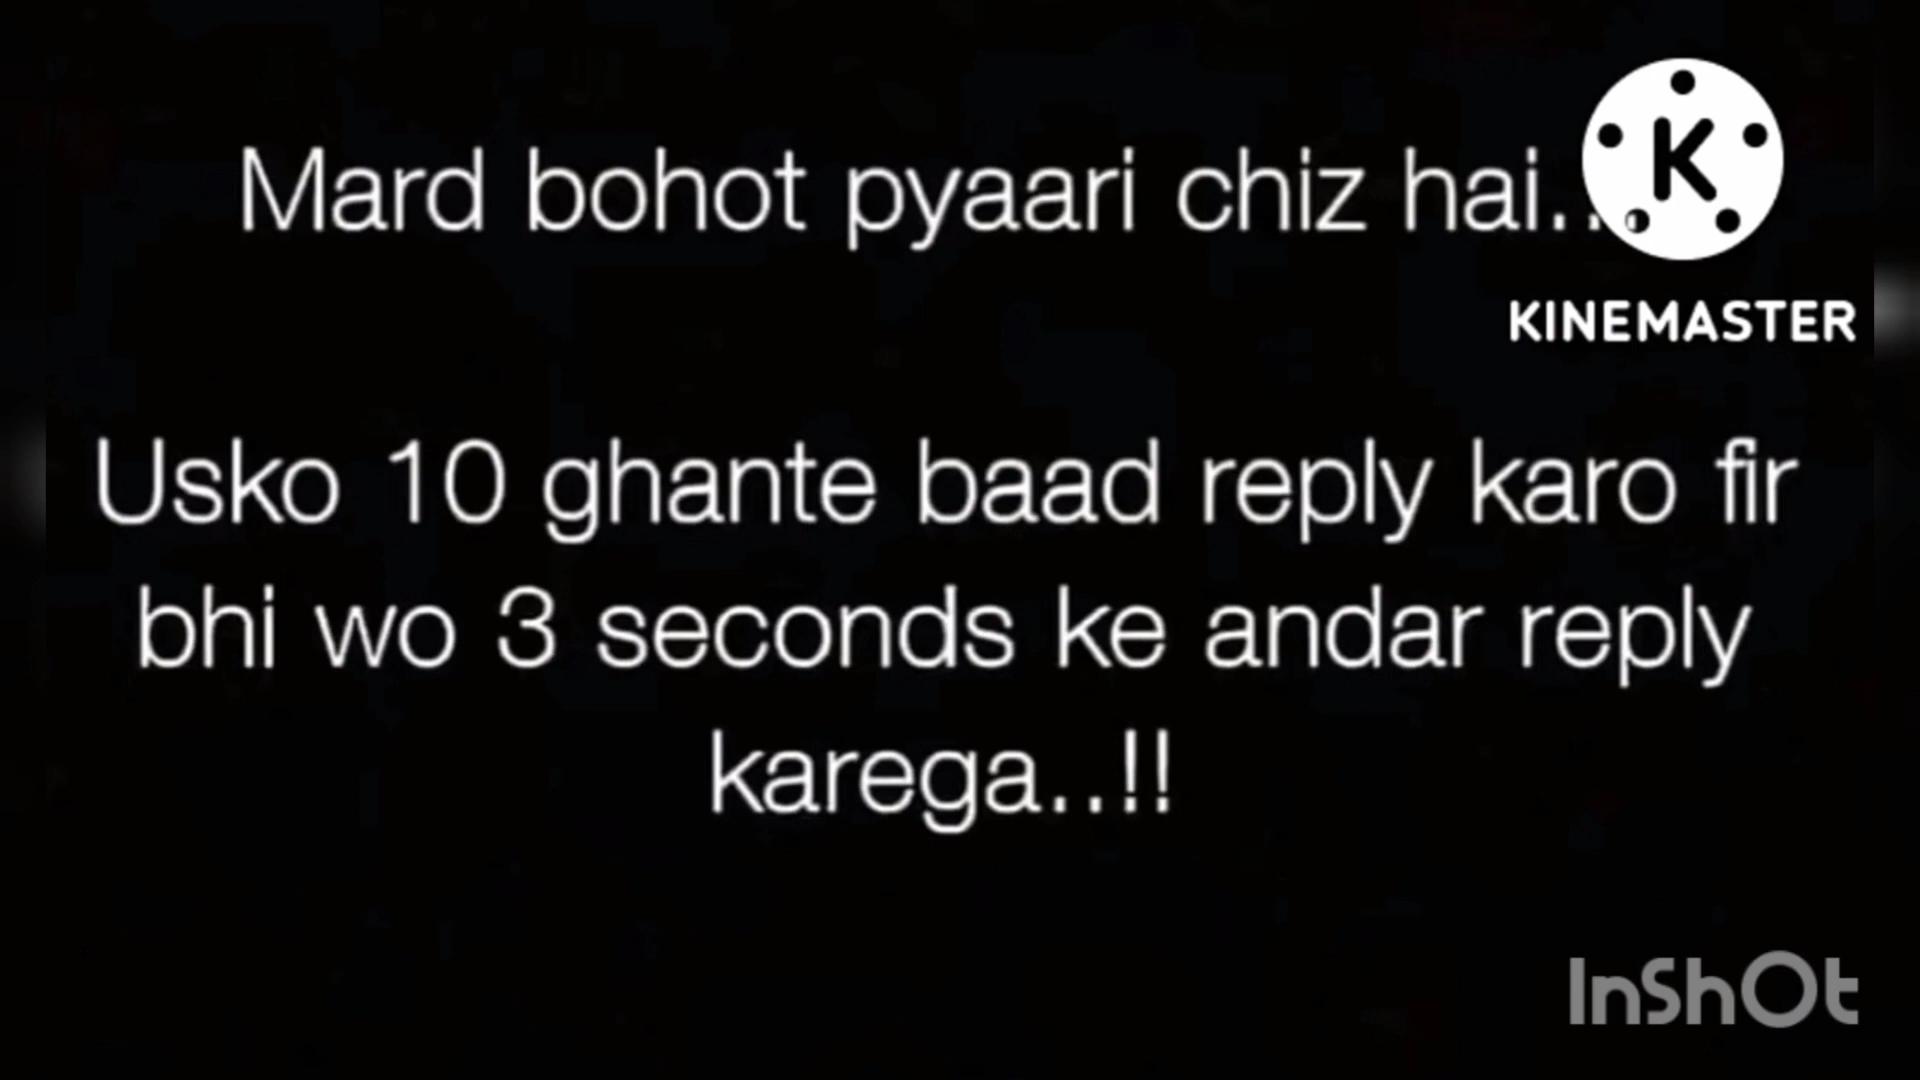 Mard bohot pyaari chiz hai...
KINEMASTER
Usko 10 ghante baad reply karo fir
bhi wo 3 seconds ke andar reply
karega..!!
InShOt